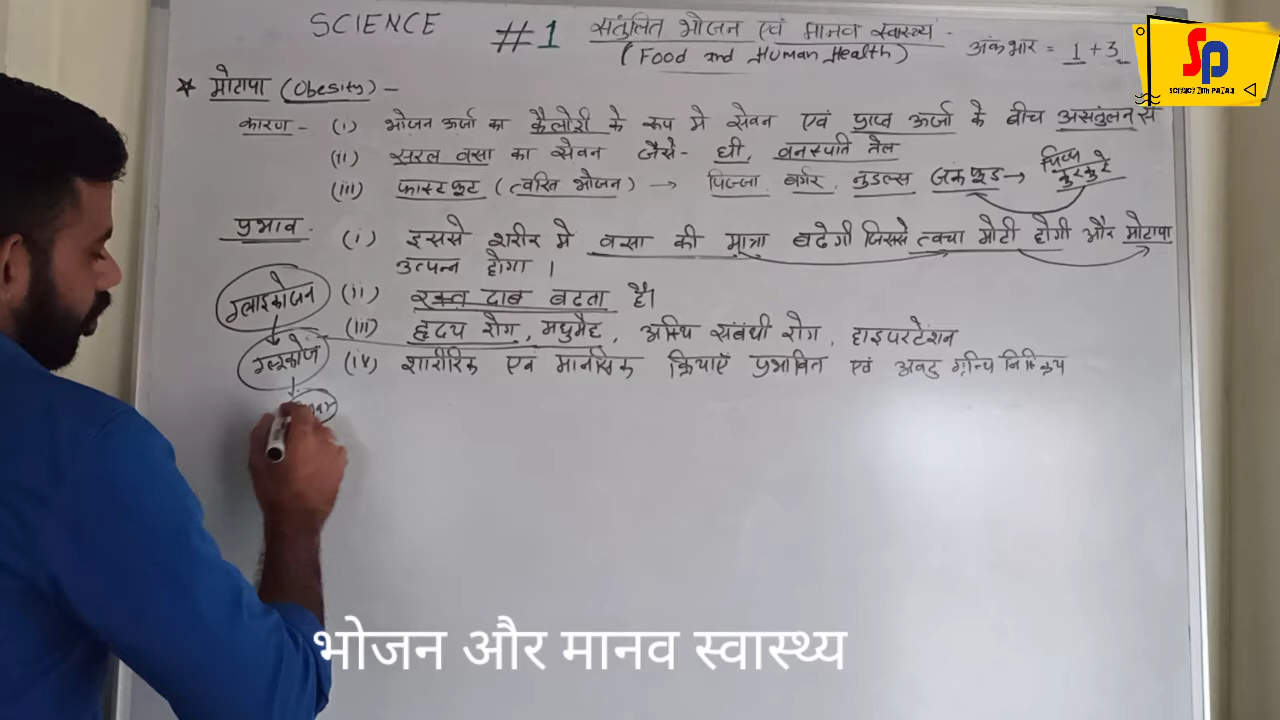 SCIENCE #1 संतुलित भोजन एवं मानव स्वास्थ्य -
(Food and Human Health) अंकभार = 1+3
SP
★ मोटापा (Obesity) -
कारण - (i) भोजन ऊर्जा का कैलोरी के रूप मे सेवन एवं प्राप्त ऊर्जा के बीच असंतुलन से
(ii) सरल वसा का सेवन जैसे - घी, वनस्पति तेल
(iii) फास्टफूट (त्वरित भोजन) → पिज्जा, बर्गर, नुडल्स जंकफूड → चिप्स
कुरकुरे
प्रभाव - (i) इससे शरीर मे वसा की मात्रा बढेगी जिससे त्वचा मोटी होगी और मोटापा
उत्पन्न होगा ।
ग्लाइकोजन (ii) रक्त दाब बढता है।
(iii) हृदय रोग, मधुमेह, अस्थि संबंधी रोग, हाइपरटेंशन
ग्लूकोज (iv) शारीरिक एवं मानसिक क्रियाएँ प्रभावित एवं अवटु ग्रन्थि निष्क्रिय
भोजन और मानव स्वास्थ्य